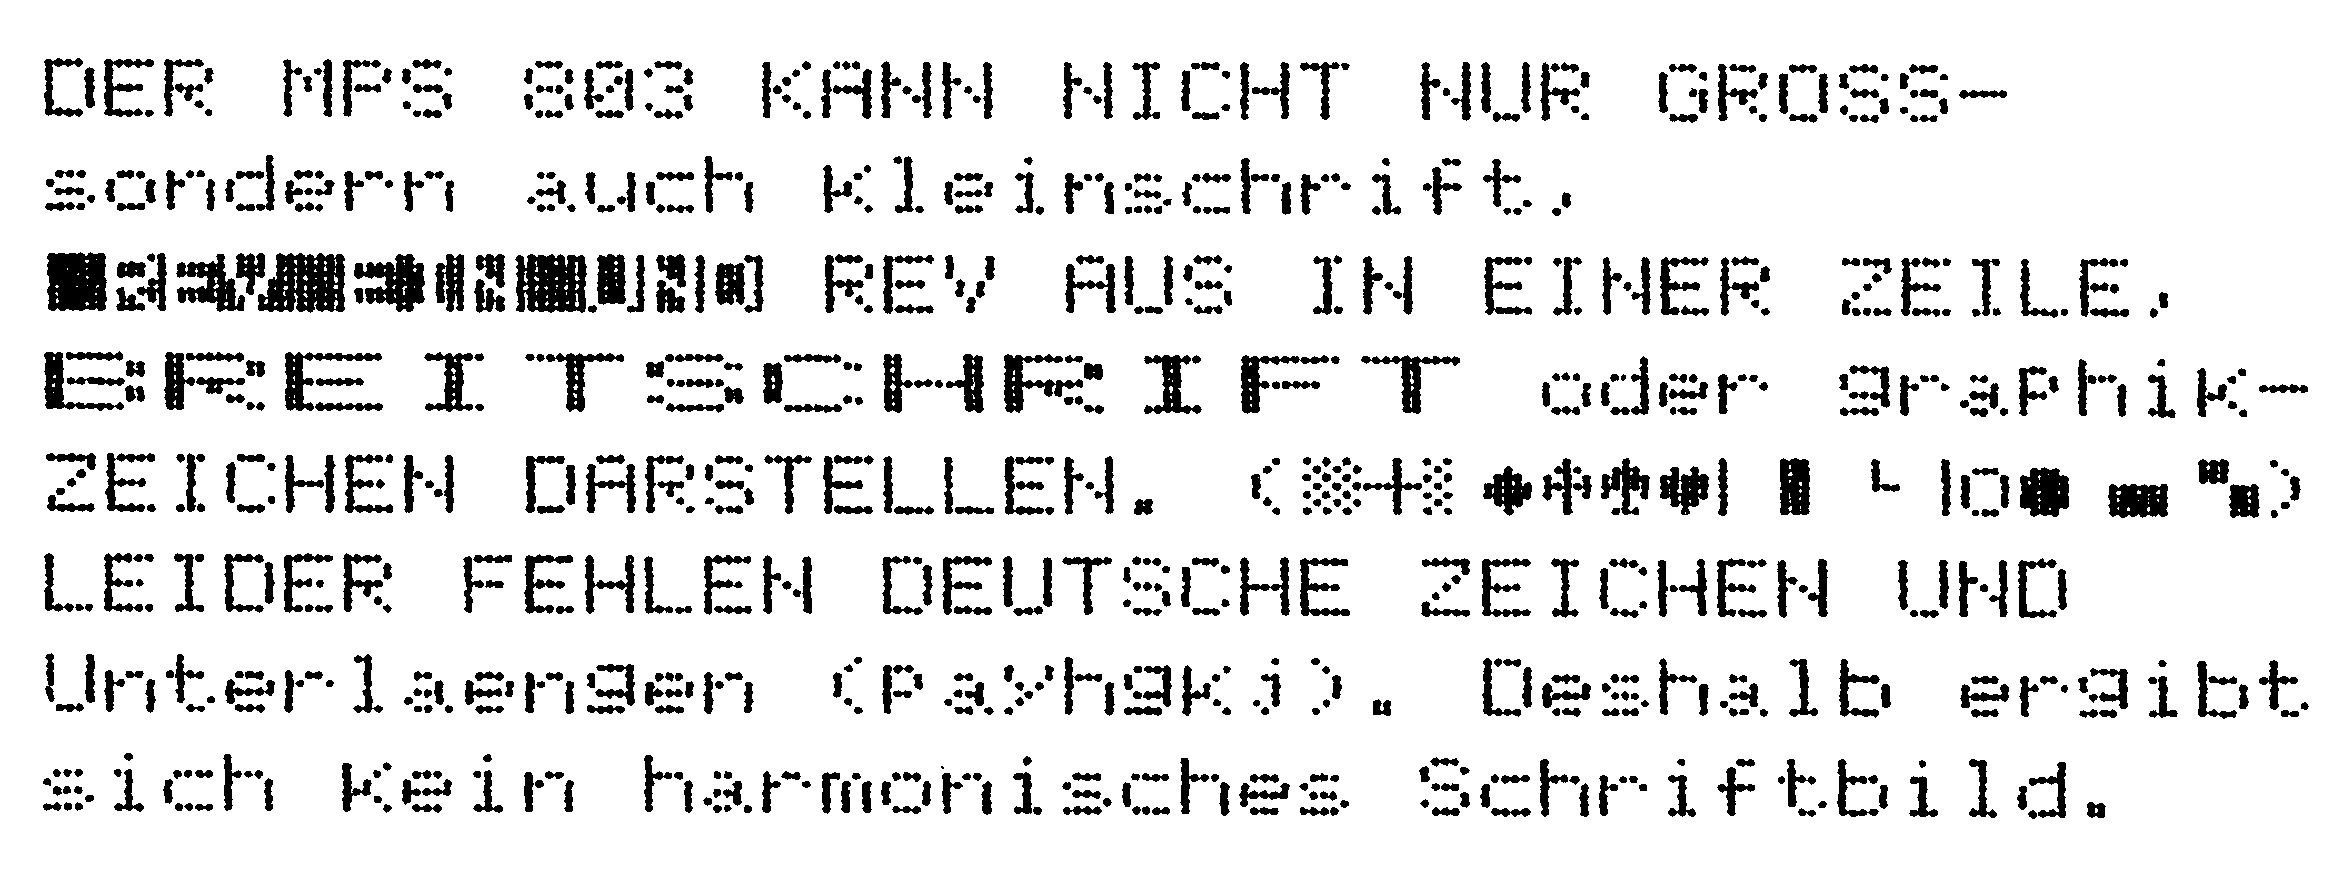 DER MPS 803 KANN NICHT NUR GROSS-
sondern auch kleinschrift,
REV AUS IN EINER ZEILE,
BREITSCHRIFT oder graphik-
ZEICHEN DARSTELLEN. ( )
LEIDER FEHLEN DEUTSCHE ZEICHEN UND
Unterlaengen (payhgkj). Deshalb ergibt
sich kein harmonisches Schriftbild.